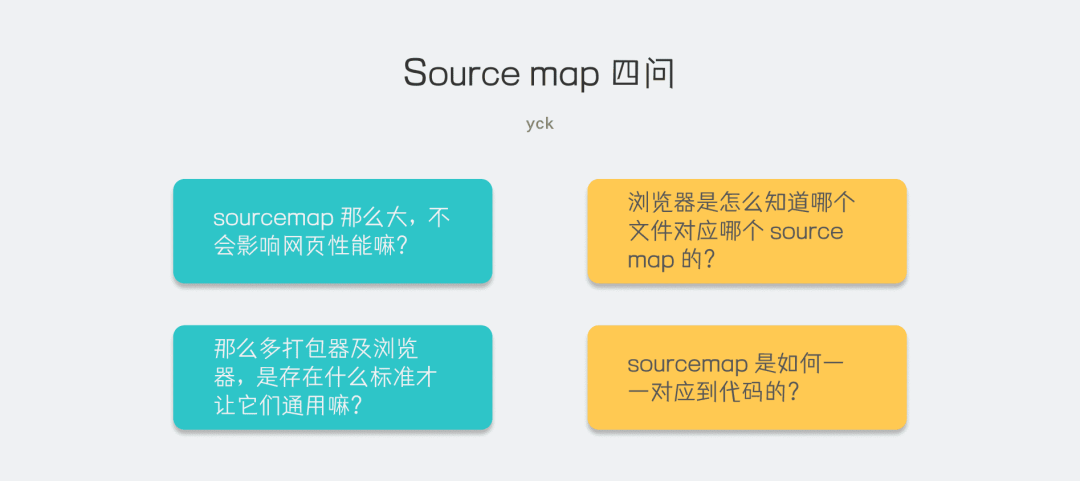 Source map 四问
yck
sourcemap 那么大，不
会影响网页性能嘛？
浏览器是怎么知道哪个
文件对应哪个 source
map 的？
那么多打包器及浏览
器，是存在什么标准才
让它们通用嘛？
sourcemap 是如何一
一对应到代码的？